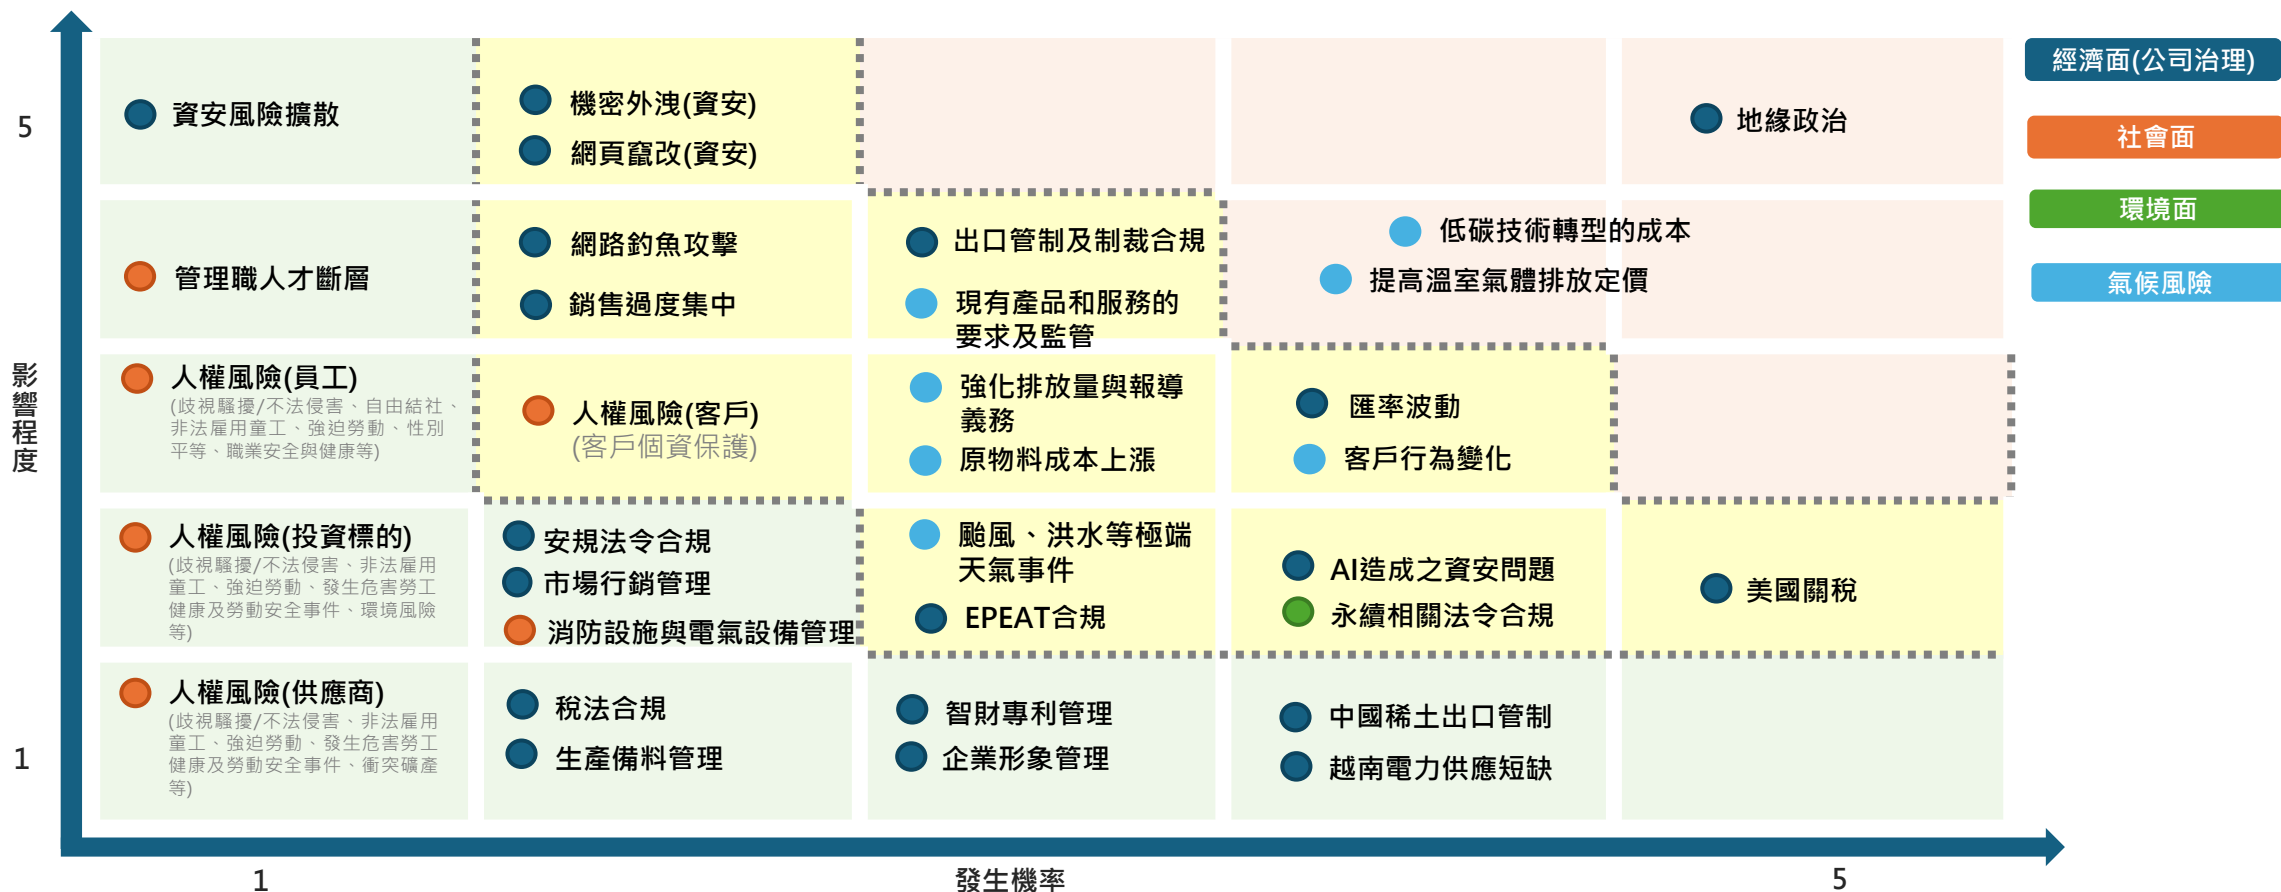 經濟面(公司治理)
社會面
環境面
氣候風險
影響程度
5
資安風險擴散
機密外洩(資安)
網頁竄改(資安)
地緣政治
管理職人才斷層
網路釣魚攻擊
銷售過度集中
出口管制及制裁合規
現有產品和服務的
要求及監管
低碳技術轉型的成本
提高溫室氣體排放定價
人權風險(員工)
(歧視騷擾/不法侵害、自由結社、
非法雇用童工、強迫勞動、性別
平等、職業安全與健康等)
人權風險(客戶)
(客戶個資保護)
強化排放量與報導
義務
原物料成本上漲
匯率波動
客戶行為變化
人權風險(投資標的)
(歧視騷擾/不法侵害、非法雇用
童工、強迫勞動、發生危害勞工
健康及勞動安全事件、環境風險
等)
安規法令合規
市場行銷管理
消防設施與電氣設備管理
颱風、洪水等極端
天氣事件
EPEAT合規
AI造成之資安問題
永續相關法令合規
美國關稅
1
人權風險(供應商)
(歧視騷擾/不法侵害、非法雇用
童工、強迫勞動、發生危害勞工
健康及勞動安全事件、衝突礦產
等)
稅法合規
生產備料管理
智財專利管理
企業形象管理
中國稀土出口管制
越南電力供應短缺
1
發生機率
5